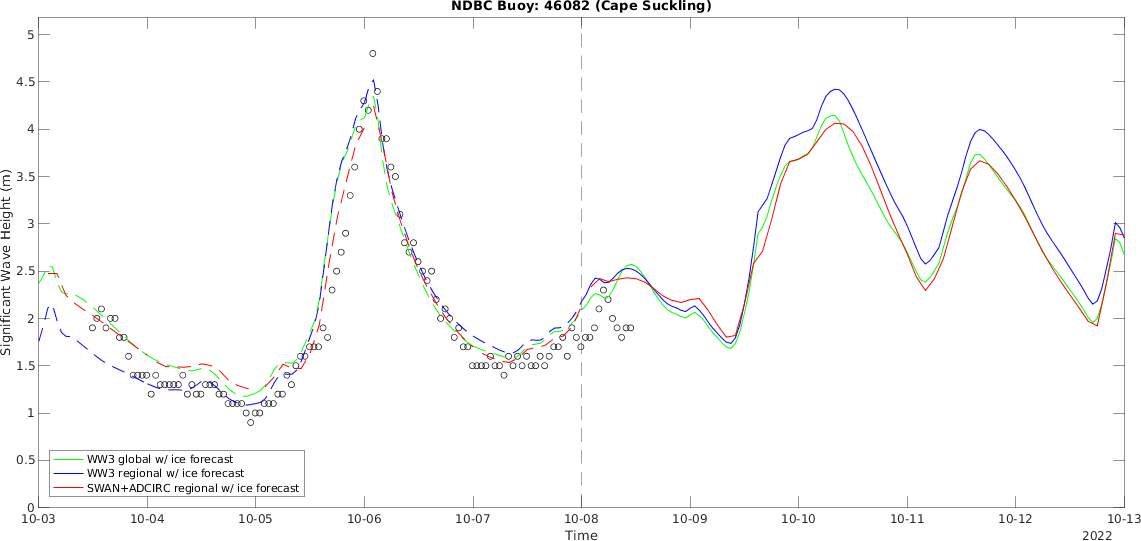 NDBC Buoy: 46082 (Cape Suckling)
Significant Wave Height (m)
5
4.5
4
3.5
3
2.5
2
1.5
1
0.5
0
WW3 global w/ ice forecast
WW3 regional w/ ice forecast
SWAN+ADCIRC regional w/ ice forecast
10-03 10-04 10-05 10-06 10-07 10-08 10-09 10-10 10-11 10-12 10-13
Time
2022